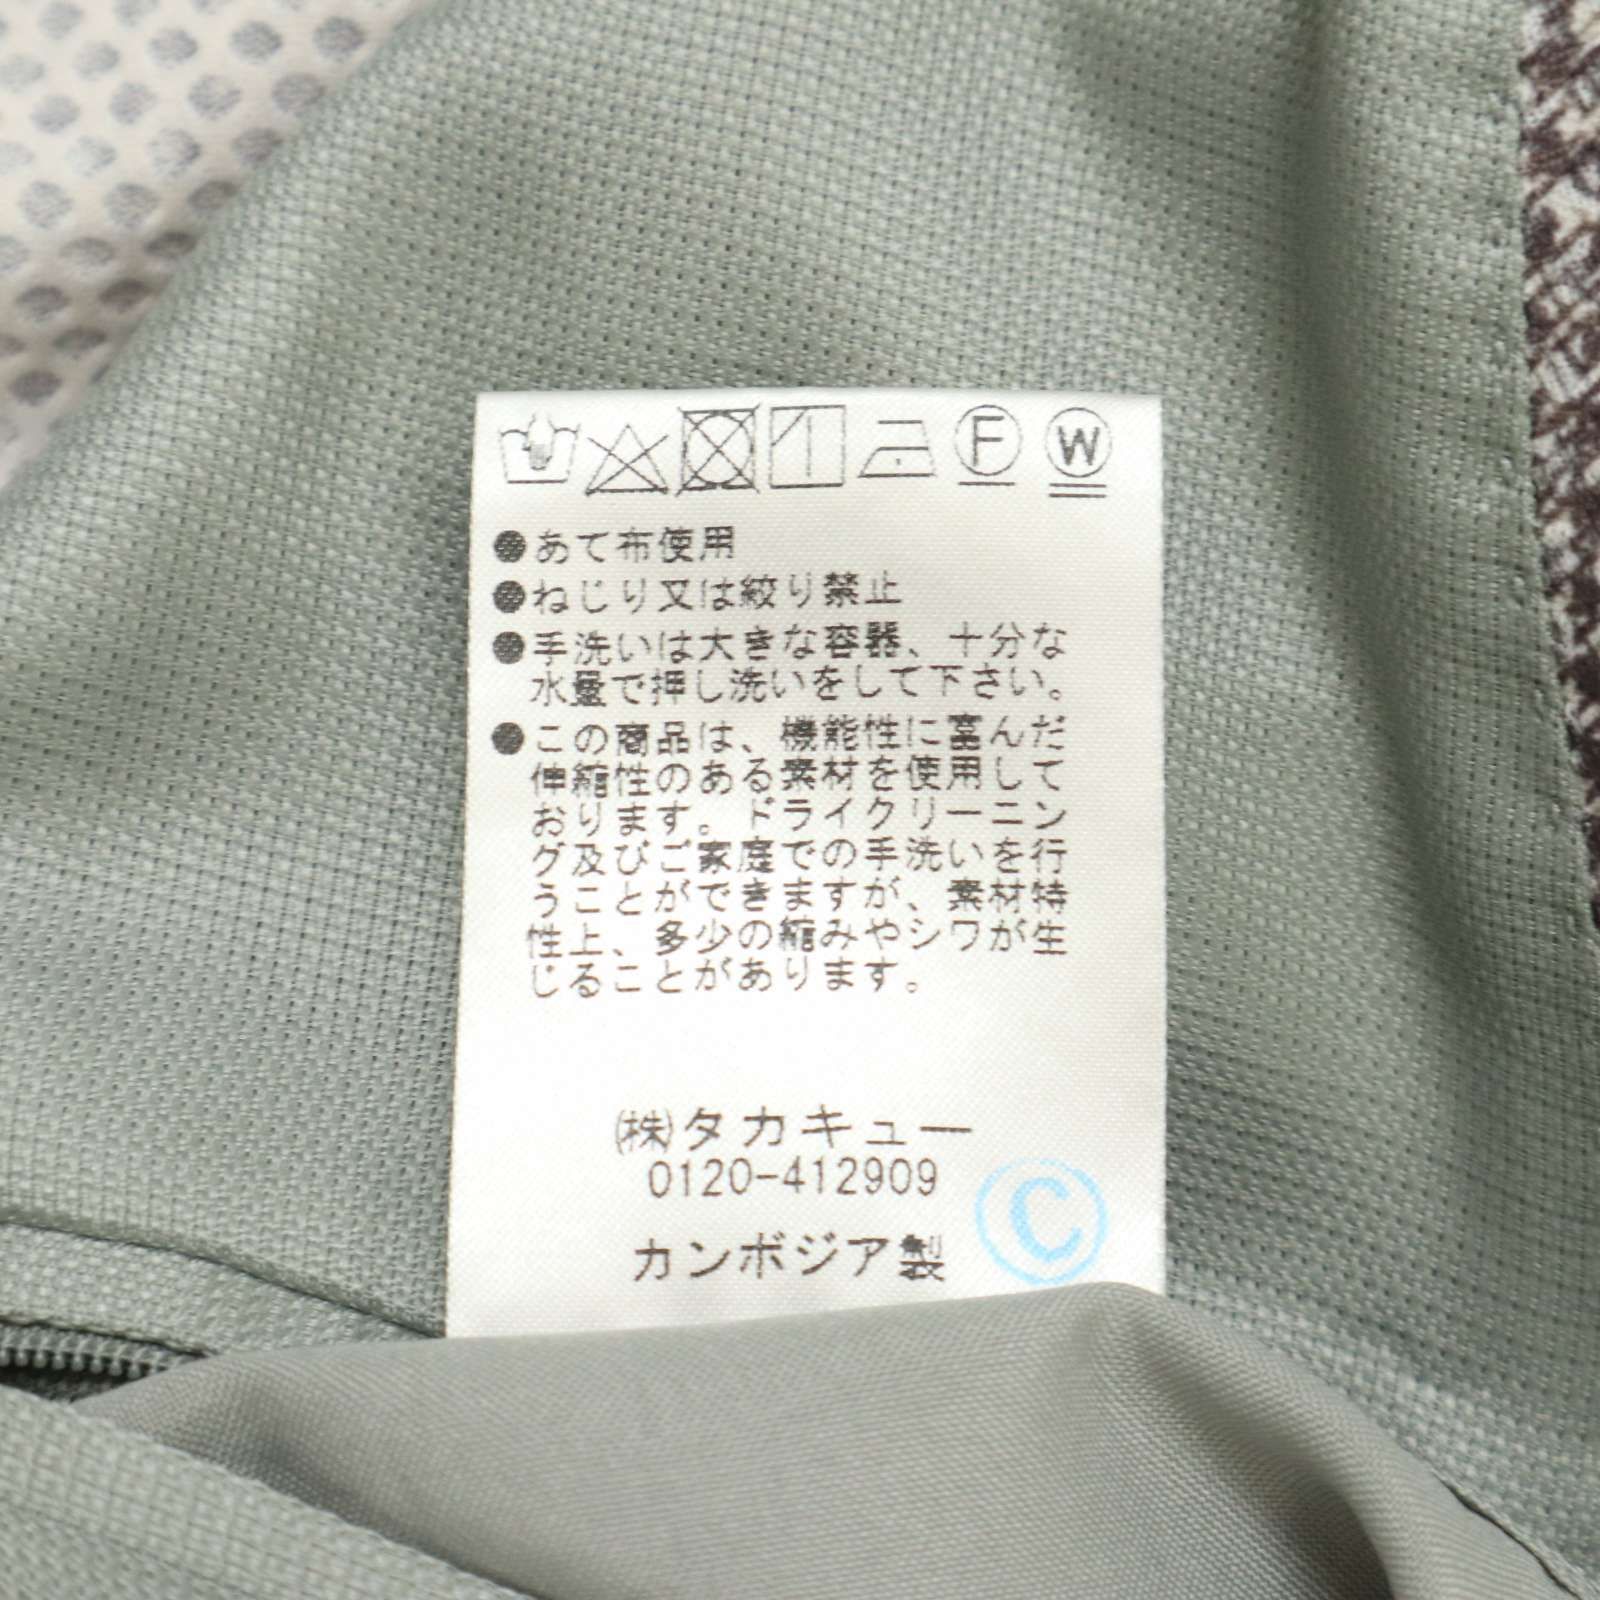 F W
●あて布使用
●ねじり又は絞り禁止
●手洗いは大きな容器、十分な
水量で押し洗いをして下さい。
●この商品は、機能性に富んだ
伸縮性のある素材を使用して
おります。ドライクリーニン
グ及びご家庭での手洗いを行
うことができますが、素材特
性上、多少の縮みやシワが生
じることがあります。
㈱タカキュー
0120-412909
カンボジア製
C